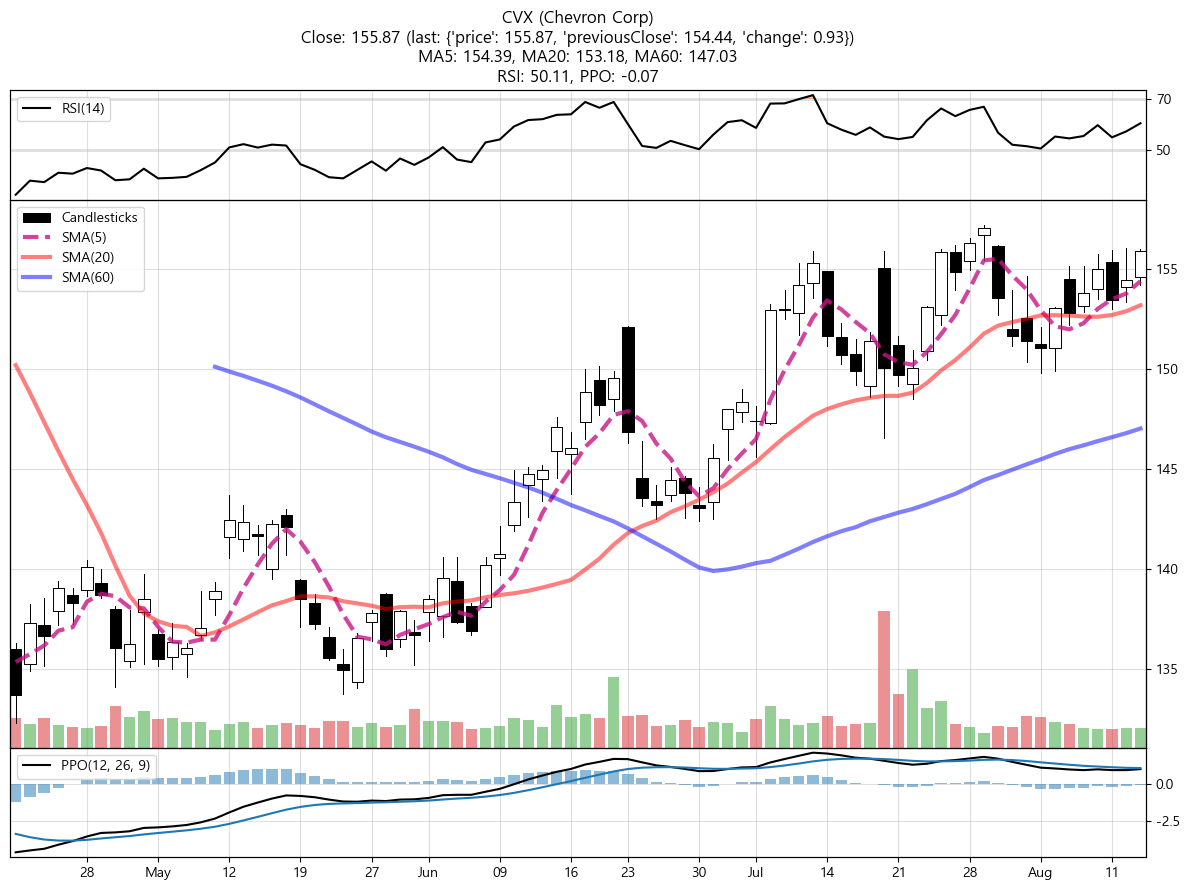 CVX (Chevron Corp)
Close: 155.87 (last: {'price': 155.87, 'previousClose': 154.44, 'change': 0.93})
MA5: 154.39, MA20: 153.18, MA60: 147.03
RSI: 50.11, PPO: -0.07
RSI(14)
70
50
Candlesticks
SMA(5)
SMA(20)
SMA(60)
155
150
145
140
135
PPO(12, 26, 9)
0.0
−2.5
28 May 12 19 27 Jun 09 16 23 Jul 14 21 28 Aug 11